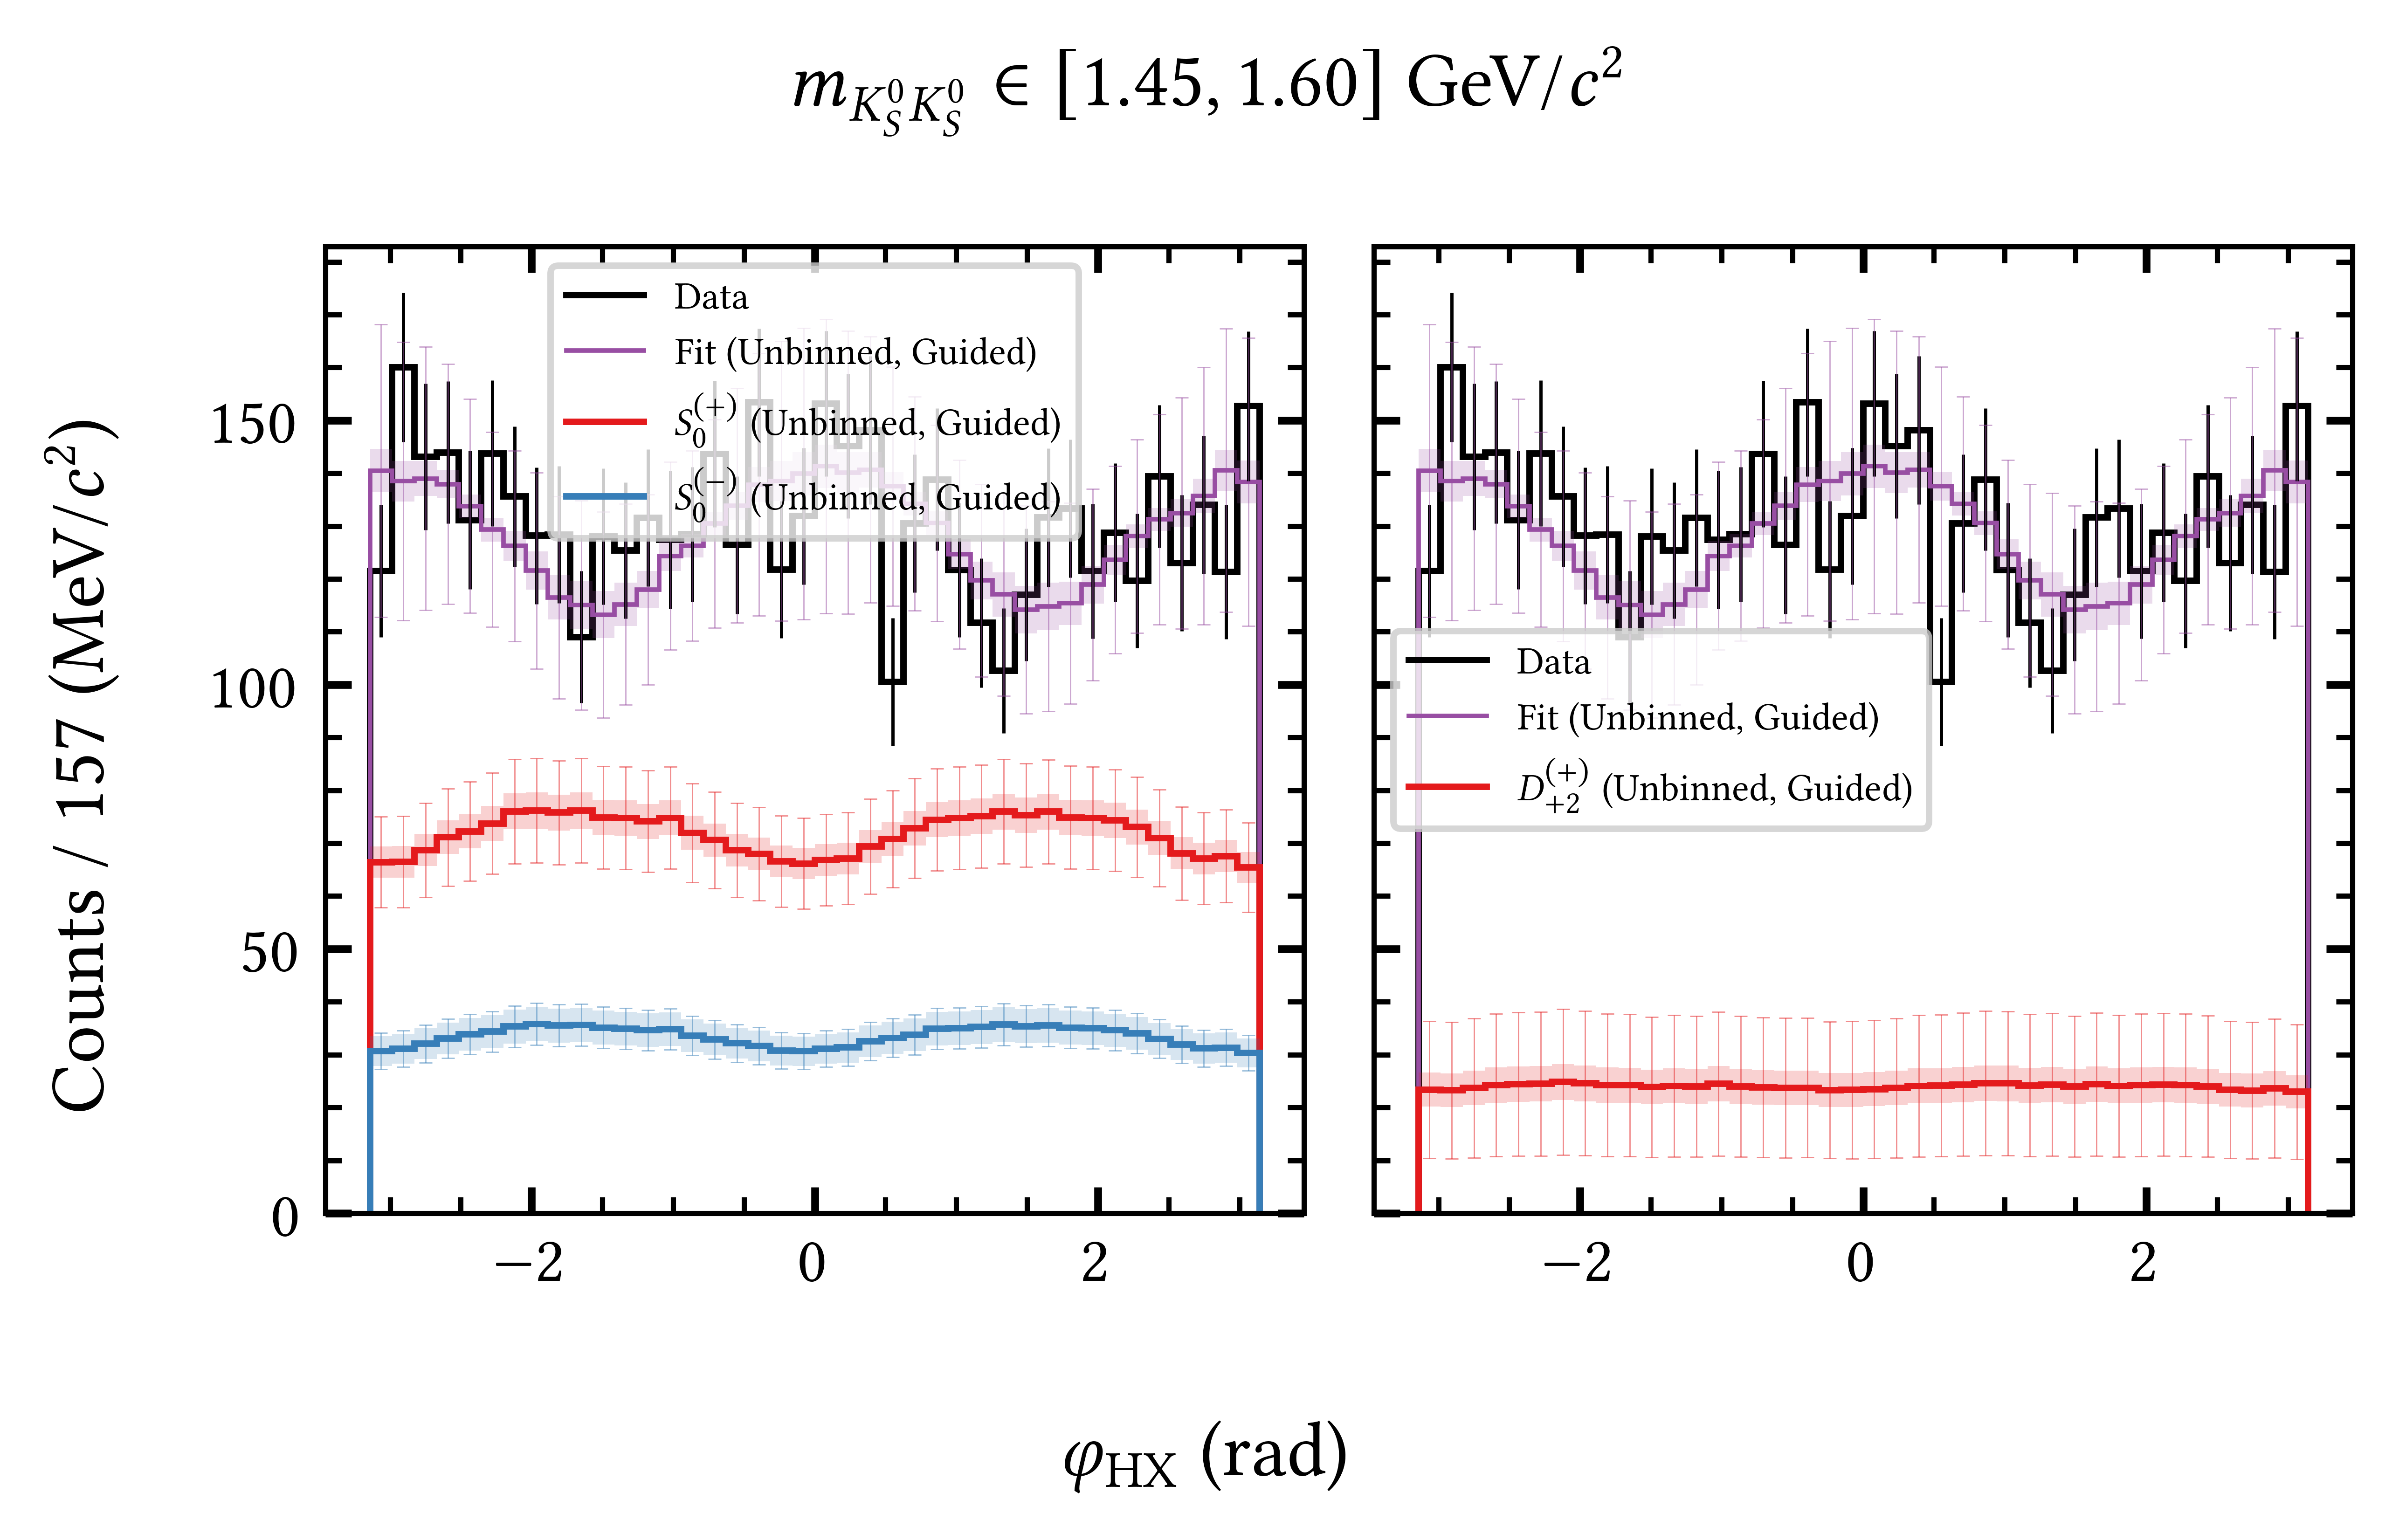 m_{K_S^0 K_S^0} ∈ [1.45, 1.60] GeV/c²
Counts / 157 (MeV/c²)
150
100
50
0
Data
Fit (Unbinned, Guided)
S_0^{(+)} (Unbinned, Guided)
S_0^{(−)} (Unbinned, Guided)
−2
0
2
Data
Fit (Unbinned, Guided)
D_{+2}^{(+)} (Unbinned, Guided)
−2
0
2
φ_{HX} (rad)